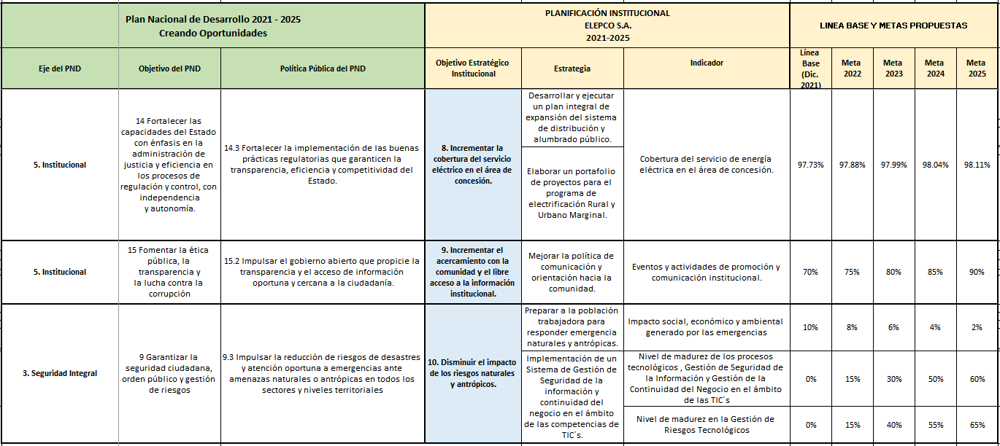 Plan Nacional de Desarrollo 2021 - 2025
Creando Oportunidades
PLANIFICACIÓN INSTITUCIONAL
ELEPCO S.A.
2021-2025
LINEA BASE Y METAS PROPUESTAS
Eje del PND
Objetivo del PND
Política Pública del PND
Objetivo Estratégico
Institucional
Estrategia
Indicador
Línea
Base
(Dic.
2021)
Meta
2022
Meta
2023
Meta
2024
Meta
2025
5. Institucional
14 Fortalecer las
capacidades del Estado
con énfasis en la
administración de
justicia y eficiencia en
los procesos de
regulación y control, con
independencia
y autonomía.
14.3 Fortalecer la implementación de las buenas
prácticas regulatorias que garanticen la
transparencia, eficiencia y competitividad del
Estado.
8. Incrementar la
cobertura del servicio
eléctrico en el área de
concesión.
Desarrollar y ejecutar
un plan integral de
expansión del sistema
de distribución y
alumbrado público.
Elaborar un portafolio
de proyectos para el
programa de
electrificación Rural y
Urbano Marginal.
Cobertura del servicio de energía
eléctrica en el área de concesión.
97.73%
97.88%
97.99%
98.04%
98.11%
5. Institucional
15 Fomentar la ética
pública, la
transparencia y
la lucha contra la
corrupción
15.2 Impulsar el gobierno abierto que propicie la
transparencia y el acceso de información
oportuna y cercana a la ciudadanía.
9. Incrementar el
acercamiento con la
comunidad y el libre
acceso a la información
institucional.
Mejorar la política de
comunicación y
orientación hacia la
comunidad.
Eventos y actividades de promoción y
comunicación institucional.
70%
75%
80%
85%
90%
3. Seguridad Integral
9 Garantizar la
seguridad ciudadana,
orden público y gestión
de riesgos
9.3 Impulsar la reducción de riesgos de desastres
y atención oportuna a emergencias ante
amenazas naturales o antrópicas en todos los
sectores y niveles territoriales
10. Disminuir el impacto
de los riesgos naturales
y antrópicos.
Preparar a la población
trabajadora para
responder emergencia
naturales y antrópicas.
Impacto social, económico y ambiental
generado por las emergencias
10%
8%
6%
4%
2%
Implementación de un
Sistema de Gestión de
Seguridad de la
información y
continuidad del
negocio en el ámbito
de las competencias de
TIC´s.
Nivel de madurez de los procesos
tecnológicos , Gestión de Seguridad de
la Información y Gestión de la
Continuidad del Negocio en el ámbito
de las TIC´s
0%
15%
30%
50%
60%
Nivel de madurez en la Gestión de
Riesgos Tecnológicos
0%
15%
40%
55%
65%